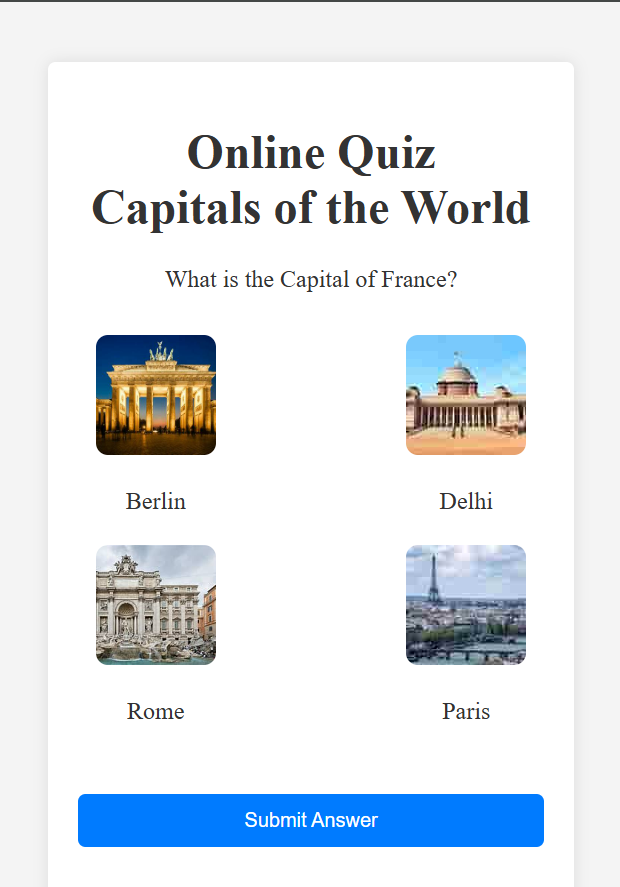 Online Quiz
Capitals of the World
What is the Capital of France?
Berlin
Delhi
Rome
Paris
Submit Answer